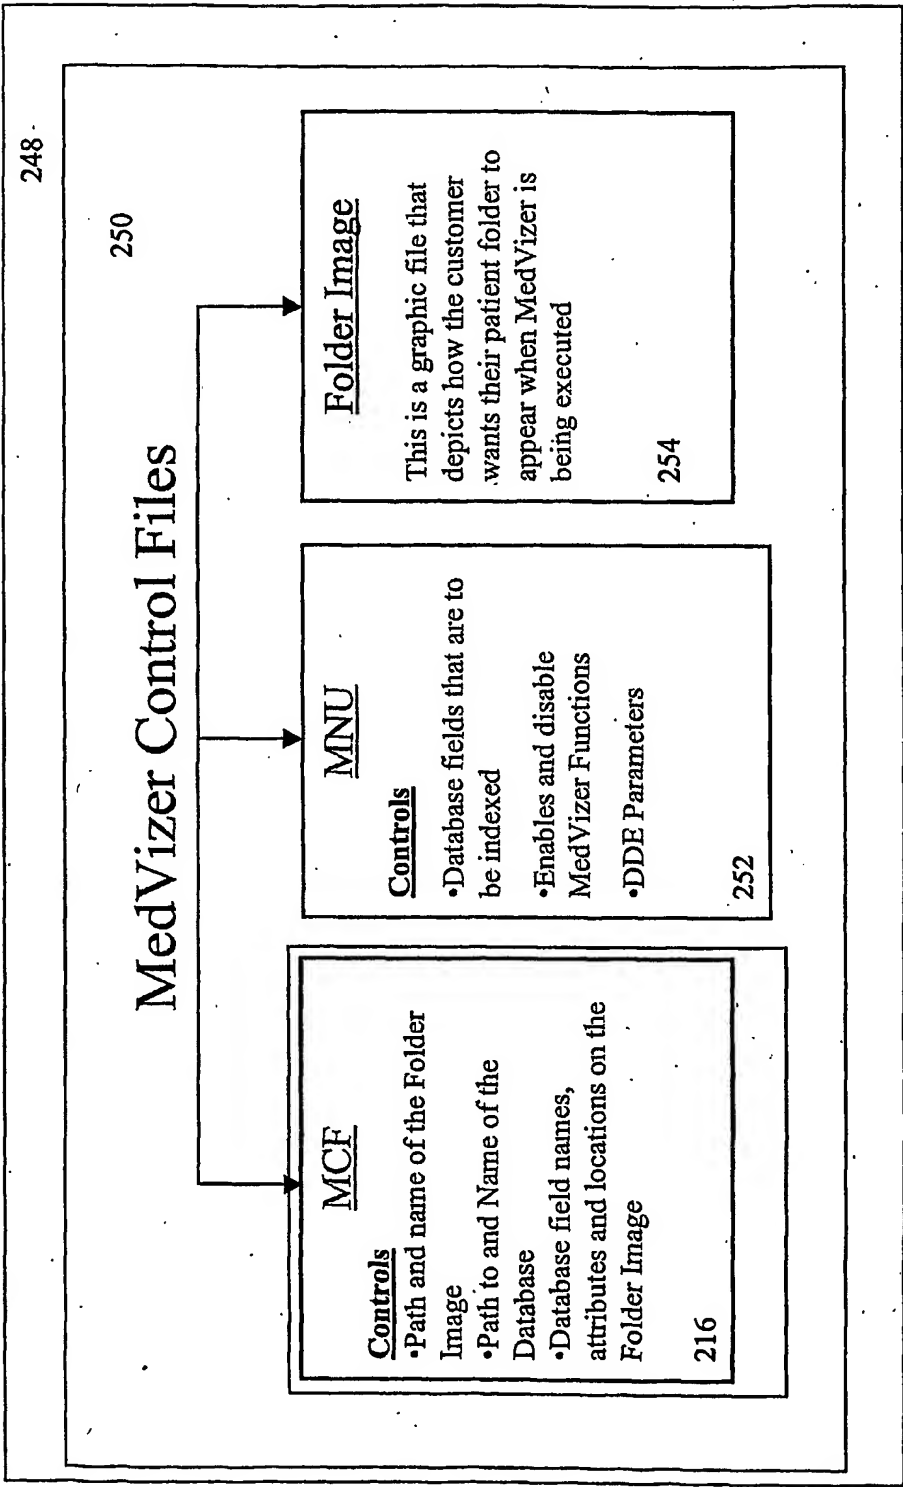 248
250
MedVizer Control Files
MCF
Controls
•Path and name of the Folder
Image
•Path to and Name of the
Database
•Database field names,
attributes and locations on the
Folder Image
216
MNU
Controls
•Database fields that are to
be indexed
•Enables and disable
MedVizer Functions
•DDE Parameters
252
Folder Image
This is a graphic file that
depicts how the customer
wants their patient folder to
appear when MedVizer is
being executed
254